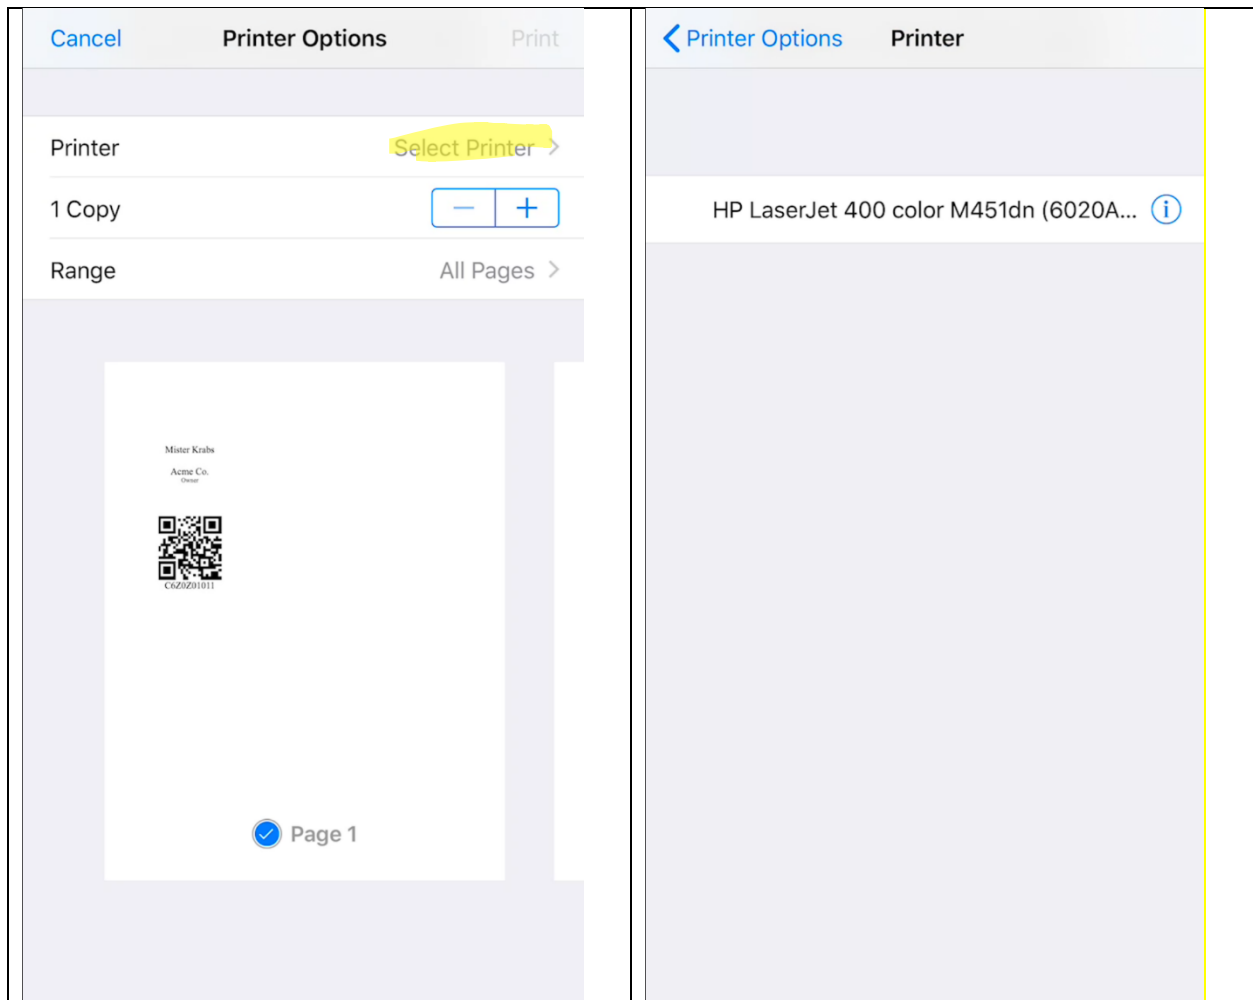 Cancel Printer Options Print
Printer Select Printer
1 Copy
Range All Pages
Mister Krabs
Acme Co.
Owner
C6Z0Z01011
Page 1
Printer Options Printer
HP LaserJet 400 color M451dn (6020A...